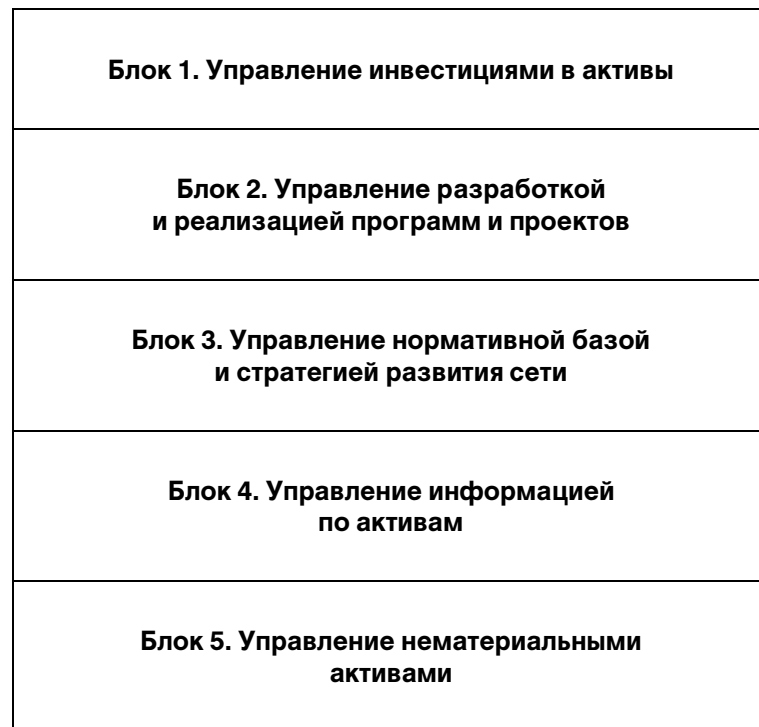 Блок 1. Управление инвестициями в активы
Блок 2. Управление разработкой
и реализацией программ и проектов
Блок 3. Управление нормативной базой
и стратегией развития сети
Блок 4. Управление информацией
по активам
Блок 5. Управление нематериальными
активами